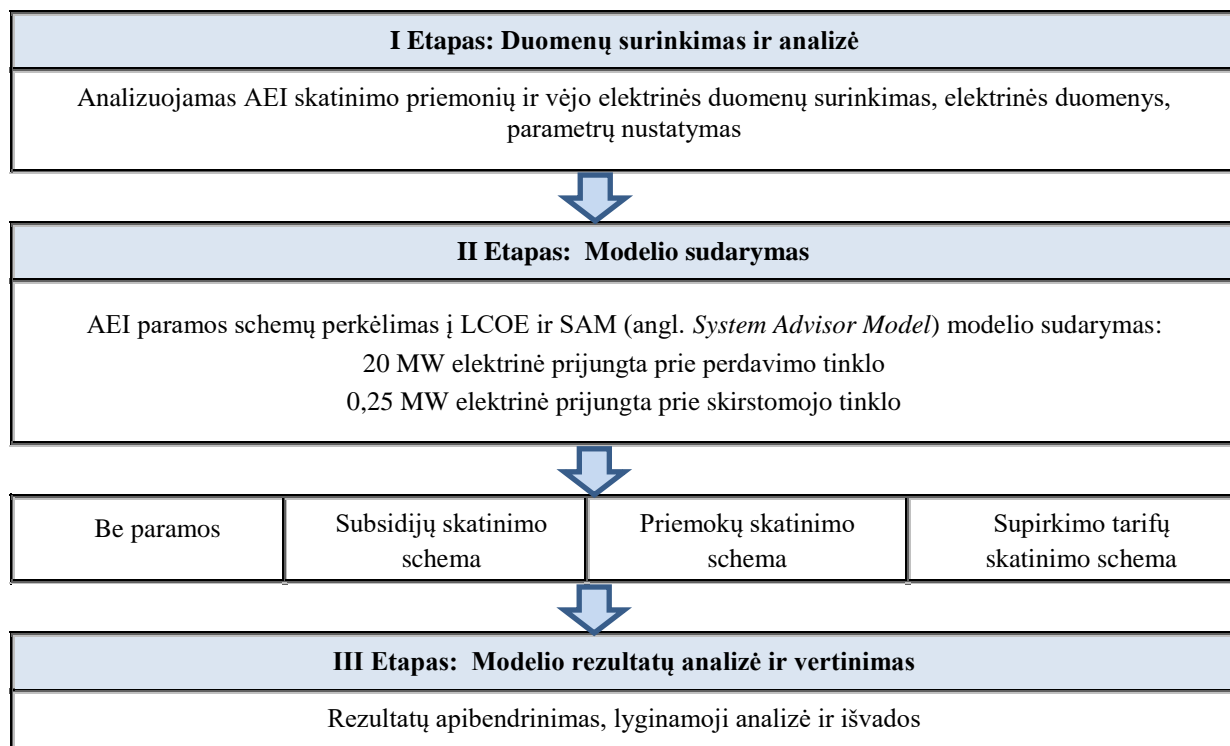 I Etapas: Duomenų surinkimas ir analizė
Analizuojamas AEI skatinimo priemonių ir vėjo elektrinės duomenų surinkimas, elektrinės duomenys,
parametrų nustatymas
II Etapas: Modelio sudarymas
AEI paramos schemų perkėlimas į LCOE ir SAM (angl. System Advisor Model) modelio sudarymas:
20 MW elektrinė prijungta prie perdavimo tinklo
0,25 MW elektrinė prijungta prie skirstomojo tinklo
Be paramos
Subsidijų skatinimo
schema
Priemokų skatinimo
schema
Supirkimo tarifų
skatinimo schema
III Etapas: Modelio rezultatų analizė ir vertinimas
Rezultatų apibendrinimas, lyginamoji analizė ir išvados